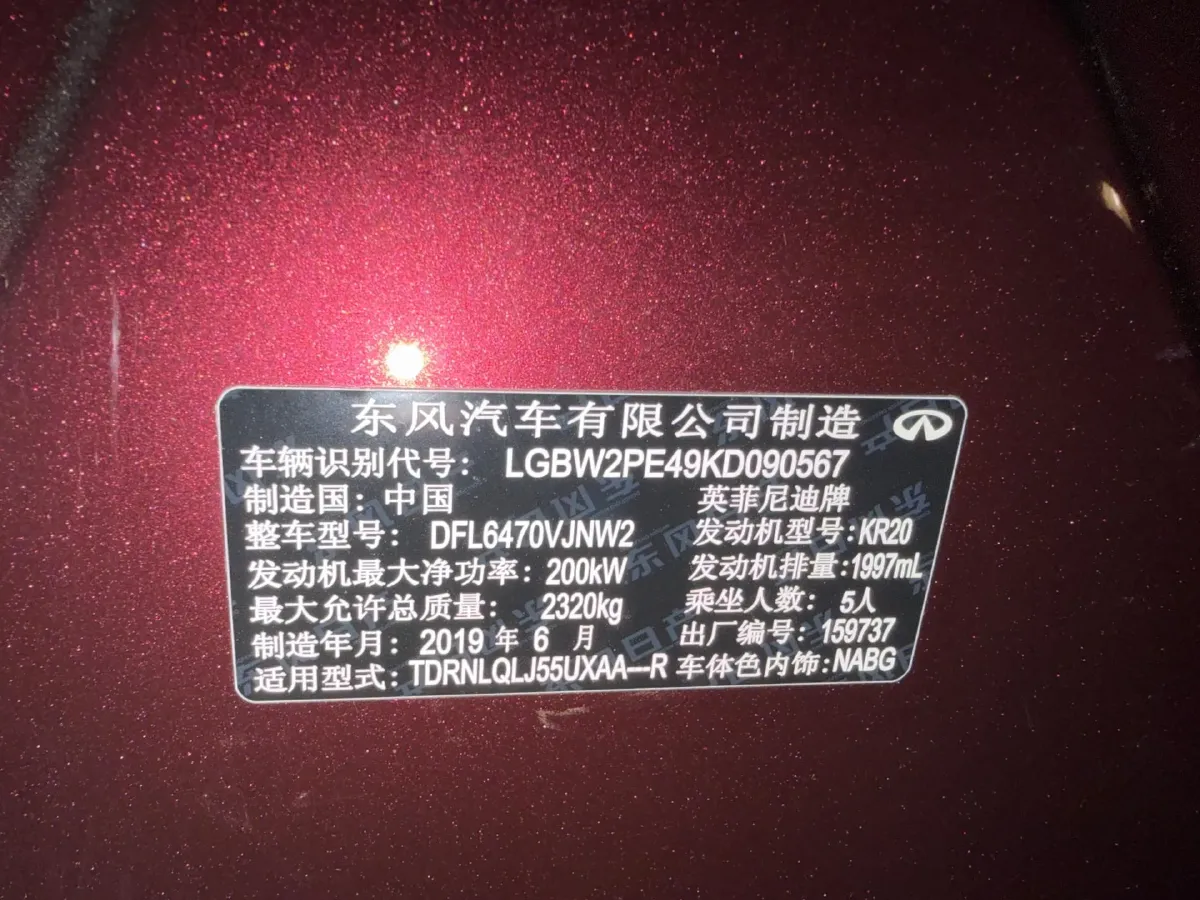 东风汽车有限公司制造
车辆识别代号: LGBW2PE49KD090567
制造国: 中国 英菲尼迪牌
整车型号: DFL6470VJNW2 发动机型号:KR20
发动机最大净功率: 200kW 发动机排量:1997mL
最大允许总质量: 2320kg 乘坐人数: 5人
制造年月: 2019 年 6 月 出厂编号: 159737
适用型式:TDRNLQLJ55UXAA---R 车体色内饰:NABG